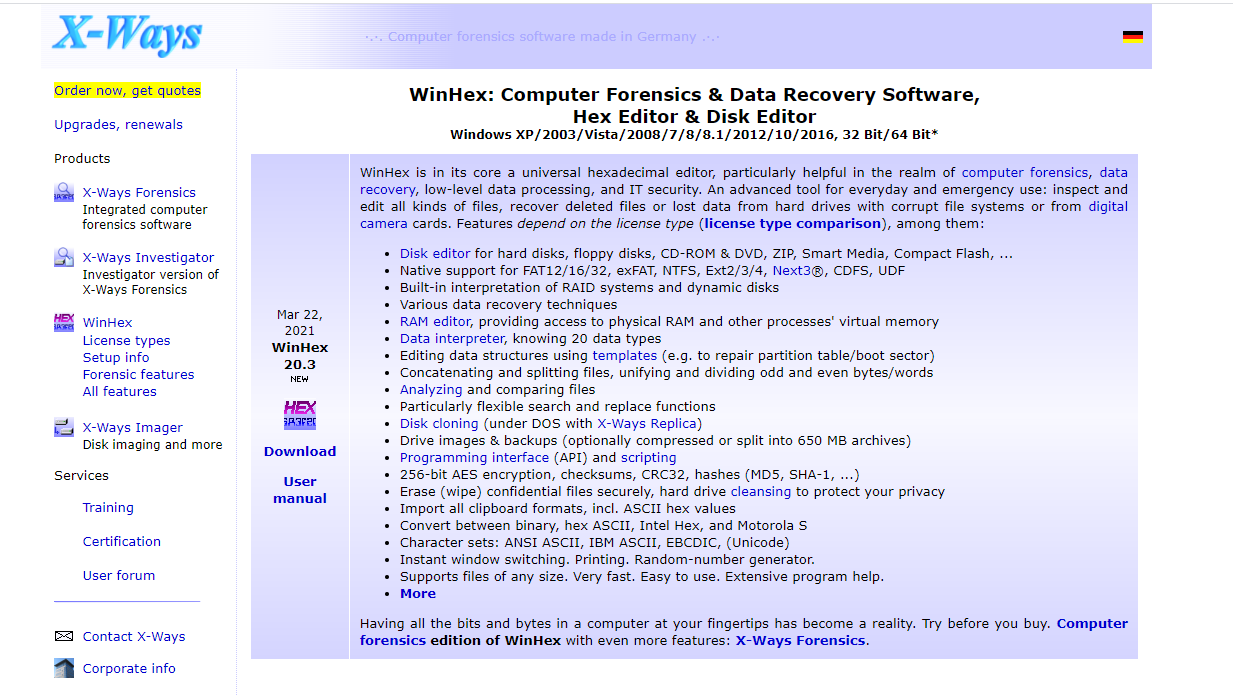 X-Ways
·.·. Computer forensics software made in Germany .·.·
Order now, get quotes
Upgrades, renewals
Products
X-Ways Forensics
Integrated computer
forensics software
X-Ways Investigator
Investigator version of
X-Ways Forensics
HEX
WinHex
License types
Setup info
Forensic features
All features
X-Ways Imager
Disk imaging and more
Services
Training
Certification
User forum
Contact X-Ways
Corporate info
WinHex: Computer Forensics & Data Recovery Software,
Hex Editor & Disk Editor
Windows XP/2003/Vista/2008/7/8/8.1/2012/10/2016, 32 Bit/64 Bit*
Mar 22,
2021
WinHex
20.3
NEW
HEX
Download
User
manual
WinHex is in its core a universal hexadecimal editor, particularly helpful in the realm of computer forensics, data
recovery, low-level data processing, and IT security. An advanced tool for everyday and emergency use: inspect and
edit all kinds of files, recover deleted files or lost data from hard drives with corrupt file systems or from digital
camera cards. Features depend on the license type (license type comparison), among them:
• Disk editor for hard disks, floppy disks, CD-ROM & DVD, ZIP, Smart Media, Compact Flash, ...
• Native support for FAT12/16/32, exFAT, NTFS, Ext2/3/4, Next3®, CDFS, UDF
• Built-in interpretation of RAID systems and dynamic disks
• Various data recovery techniques
• RAM editor, providing access to physical RAM and other processes' virtual memory
• Data interpreter, knowing 20 data types
• Editing data structures using templates (e.g. to repair partition table/boot sector)
• Concatenating and splitting files, unifying and dividing odd and even bytes/words
• Analyzing and comparing files
• Particularly flexible search and replace functions
• Disk cloning (under DOS with X-Ways Replica)
• Drive images & backups (optionally compressed or split into 650 MB archives)
• Programming interface (API) and scripting
• 256-bit AES encryption, checksums, CRC32, hashes (MD5, SHA-1, ...)
• Erase (wipe) confidential files securely, hard drive cleansing to protect your privacy
• Import all clipboard formats, incl. ASCII hex values
• Convert between binary, hex ASCII, Intel Hex, and Motorola S
• Character sets: ANSI ASCII, IBM ASCII, EBCDIC, (Unicode)
• Instant window switching. Printing. Random-number generator.
• Supports files of any size. Very fast. Easy to use. Extensive program help.
• More
Having all the bits and bytes in a computer at your fingertips has become a reality. Try before you buy. Computer
forensics edition of WinHex with even more features: X-Ways Forensics.